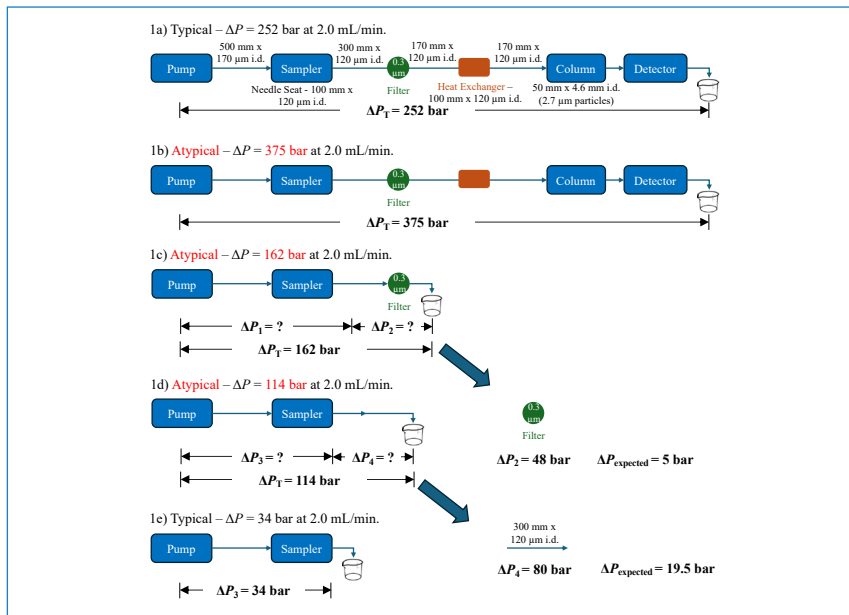 1a) Typical – ΔP = 252 bar at 2.0 mL/min.
500 mm x
170 µm i.d.
300 mm x
120 µm i.d.
170 mm x
120 µm i.d.
170 mm x
120 µm i.d.
Pump
Sampler
0.3
µm
Column
Detector
Needle Seat - 100 mm x
120 µm i.d.
Filter
Heat Exchanger –
100 mm x 120 µm i.d.
50 mm x 4.6 mm i.d.
(2.7 µm particles)
ΔPT = 252 bar
1b) Atypical – ΔP = 375 bar at 2.0 mL/min.
Pump
Sampler
0.3
µm
Column
Detector
Filter
ΔPT = 375 bar
1c) Atypical – ΔP = 162 bar at 2.0 mL/min.
Pump
Sampler
0.3
µm
Filter
ΔP1 = ?
ΔP2 = ?
ΔPT = 162 bar
1d) Atypical – ΔP = 114 bar at 2.0 mL/min.
Pump
Sampler
0.3
µm
Filter
ΔP3 = ?
ΔP4 = ?
ΔP2 = 48 bar
ΔPexpected = 5 bar
ΔPT = 114 bar
1e) Typical – ΔP = 34 bar at 2.0 mL/min.
Pump
Sampler
300 mm x
120 µm i.d.
ΔP4 = 80 bar
ΔPexpected = 19.5 bar
ΔP3 = 34 bar